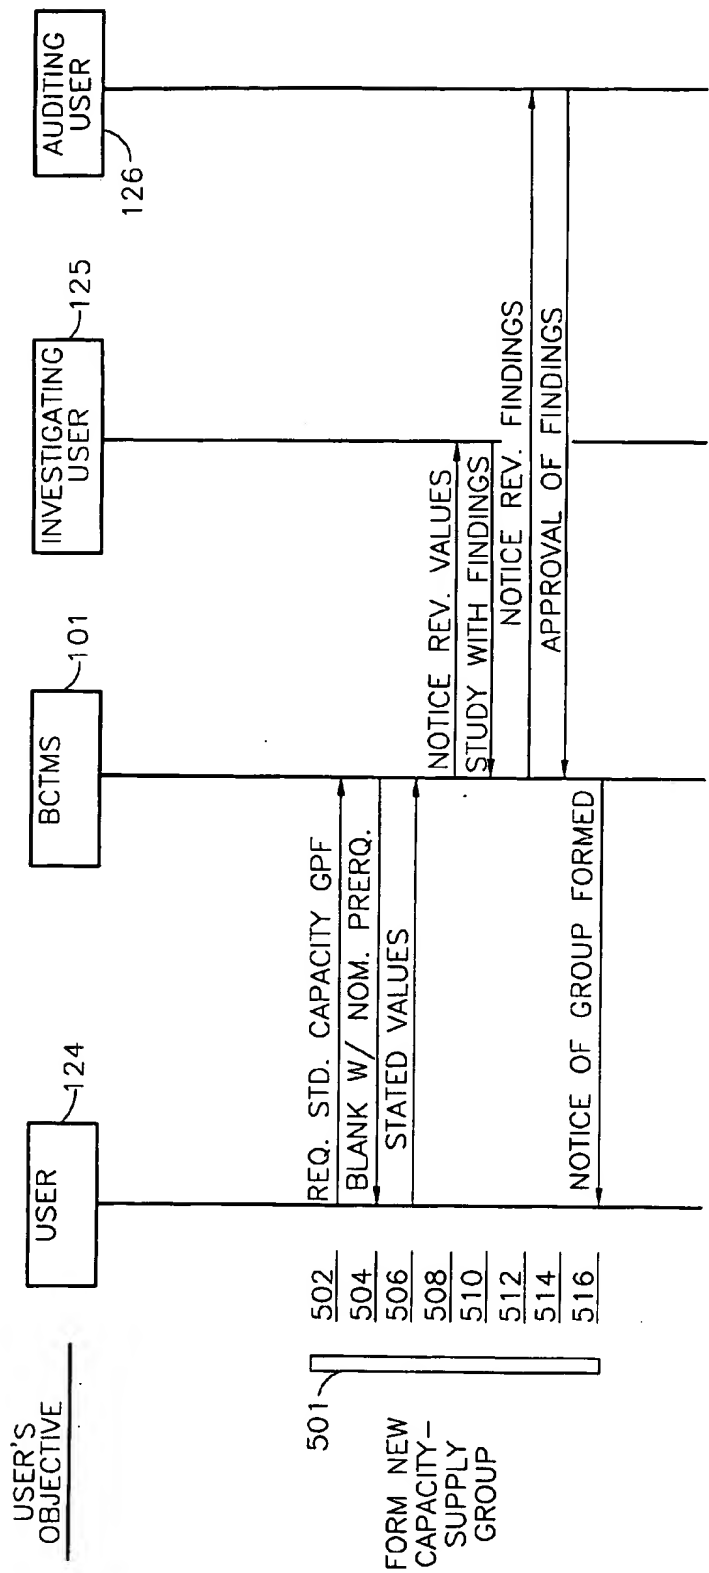 USER'S
OBJECTIVE
USER
124
BCTMS
101
INVESTIGATING
USER
125
AUDITING
USER
126
FORM NEW
CAPACITY-
SUPPLY
GROUP
501
502
REQ. STD. CAPACITY GPF
504
BLANK W/ NOM. PRERQ.
506
STATED VALUES
508
NOTICE REV. VALUES
510
STUDY WITH FINDINGS
512
NOTICE REV. FINDINGS
514
APPROVAL OF FINDINGS
516
NOTICE OF GROUP FORMED